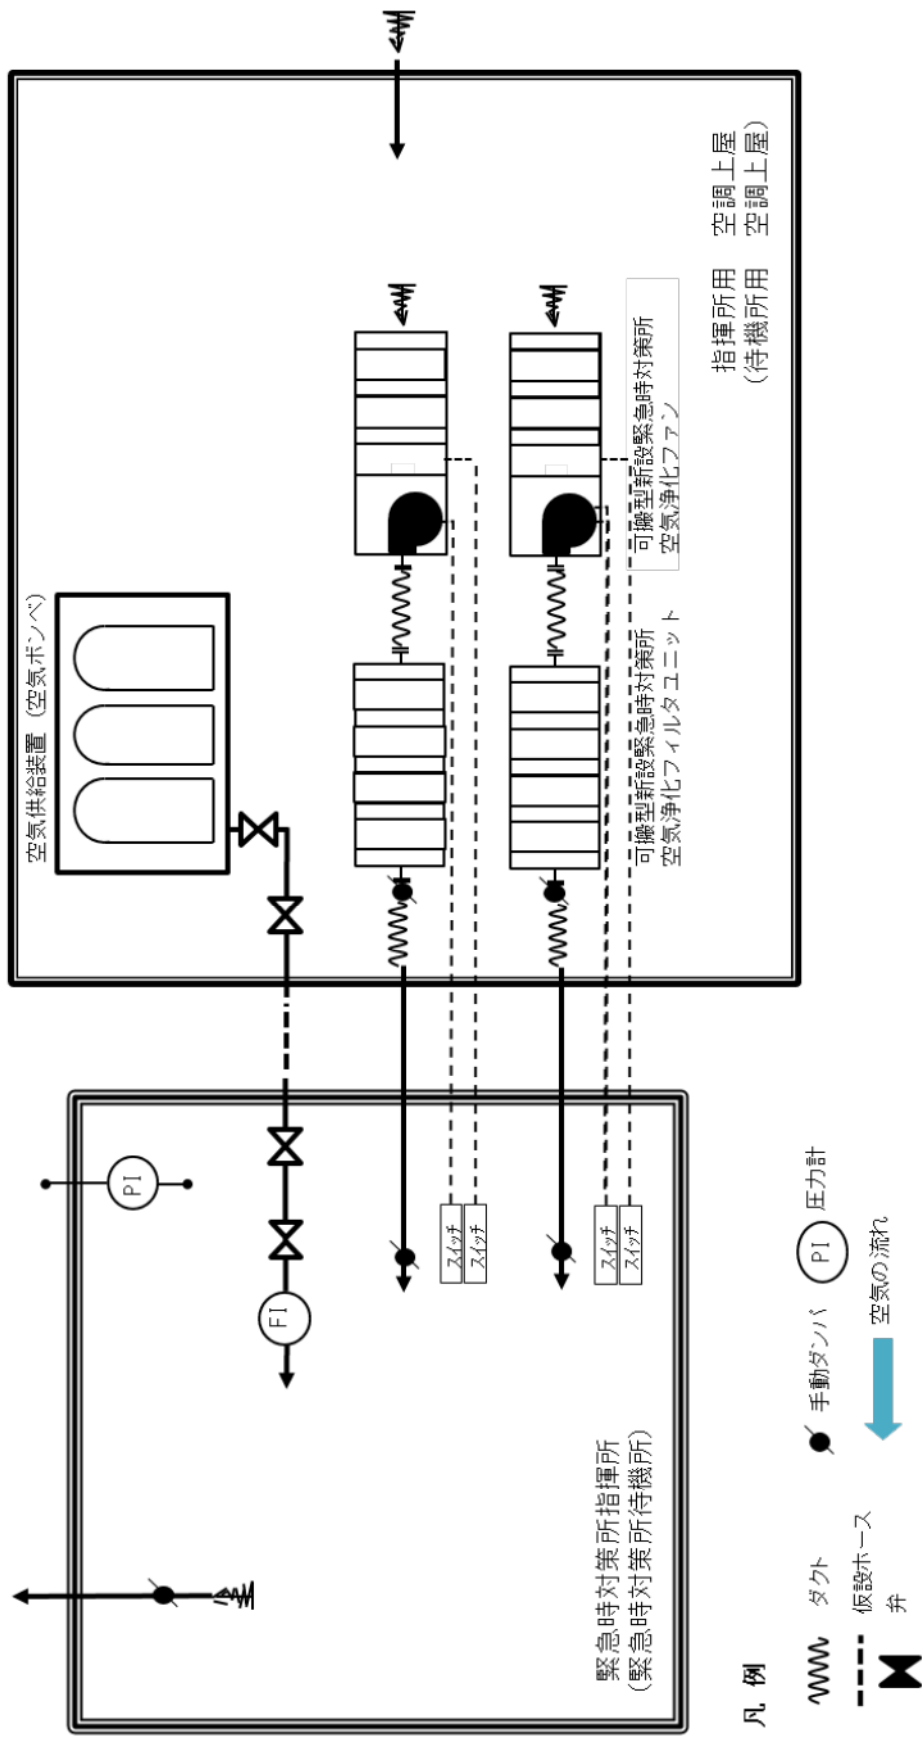 緊急時対策所指揮所
(緊急時対策所待機所)
PI
FI
スイッチ
スイッチ
スイッチ
スイッチ
空気供給装置 (空気ボンベ)
可搬型新設緊急時対策所
空気浄化フィルタユニット
可搬型新設緊急時対策所
空気浄化ファン
指揮所用 空調上屋
(待機所用 空調上屋)
凡 例
ダクト
手動ダンパ
PI
圧力計
仮設ホース
空気の流れ
弁